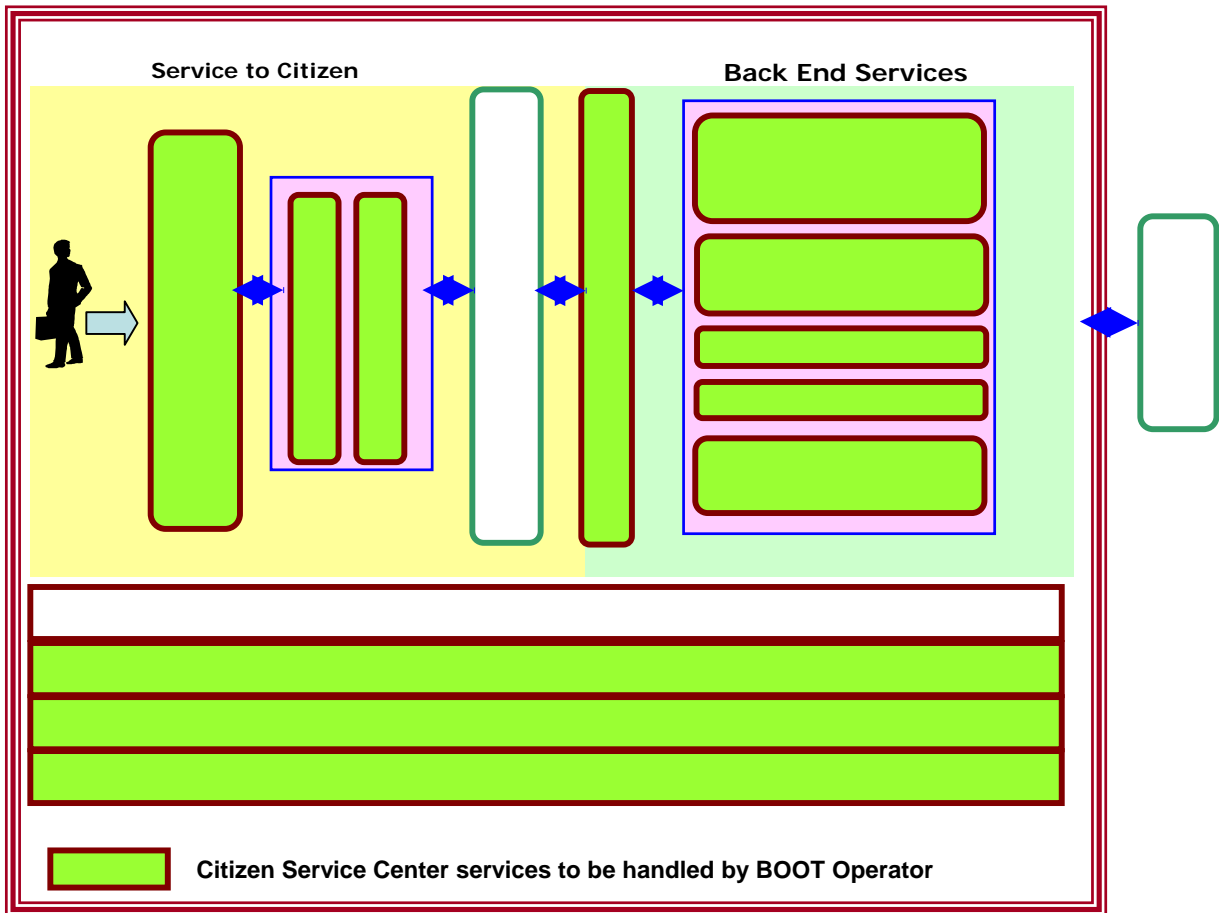 Service to Citizen
Back End Services
Citizen Service Center services to be handled by BOOT Operator